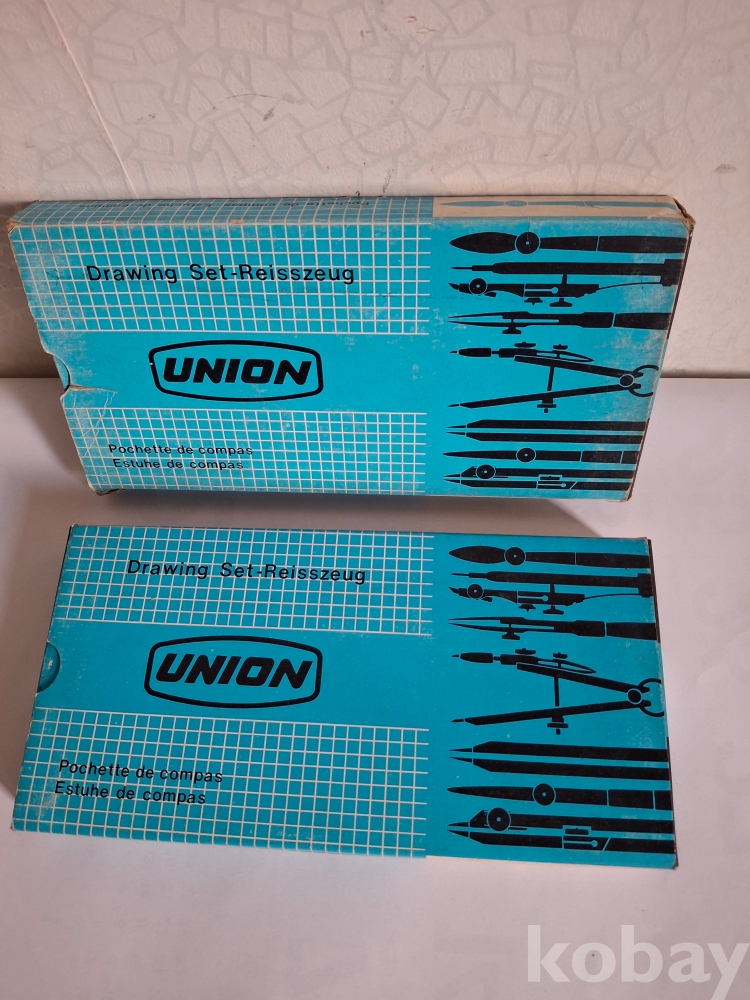 Drawing Set-Reisszeug
UNION
Pochette de compas
Estuhe de compas
Drawing Set-Reisszeug
UNION
Pochette de compas
Estuhe de compas
kobay